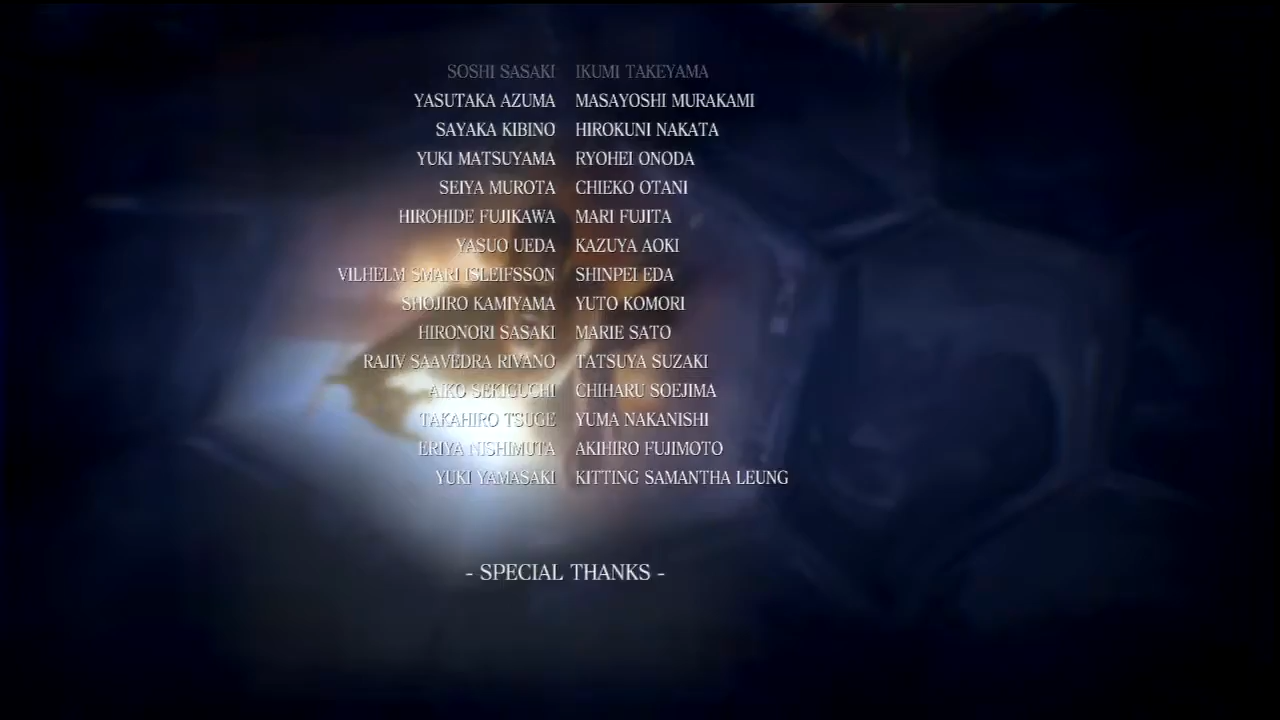 SOSHI SASAKI IKUMI TAKEYAMA
YASUTAKA AZUMA MASAYOSHI MURAKAMI
SAYAKA KIBINO HIROKUNI NAKATA
YUKI MATSUYAMA RYOHEI ONODA
SEIYA MUROTA CHIEKO OTANI
HIROHIDE FUJIKAWA MARI FUJITA
YASUO UEDA KAZUYA AOKI
VILHELM SMARI ISLEIFSSON SHINPEI EDA
SHOJIRO KAMIYAMA YUTO KOMORI
HIRONORI SASAKI MARIE SATO
RAJIV SAAVEDRA RIVANO TATSUYA SUZAKI
AIKO SEKIGUCHI CHIHARU SOEJIMA
TAKAHIRO TSUGE YUMA NAKANISHI
ERIYA NISHIMUTA AKIHIRO FUJIMOTO
YUKI YAMASAKI KITTING SAMANTHA LEUNG
- SPECIAL THANKS -